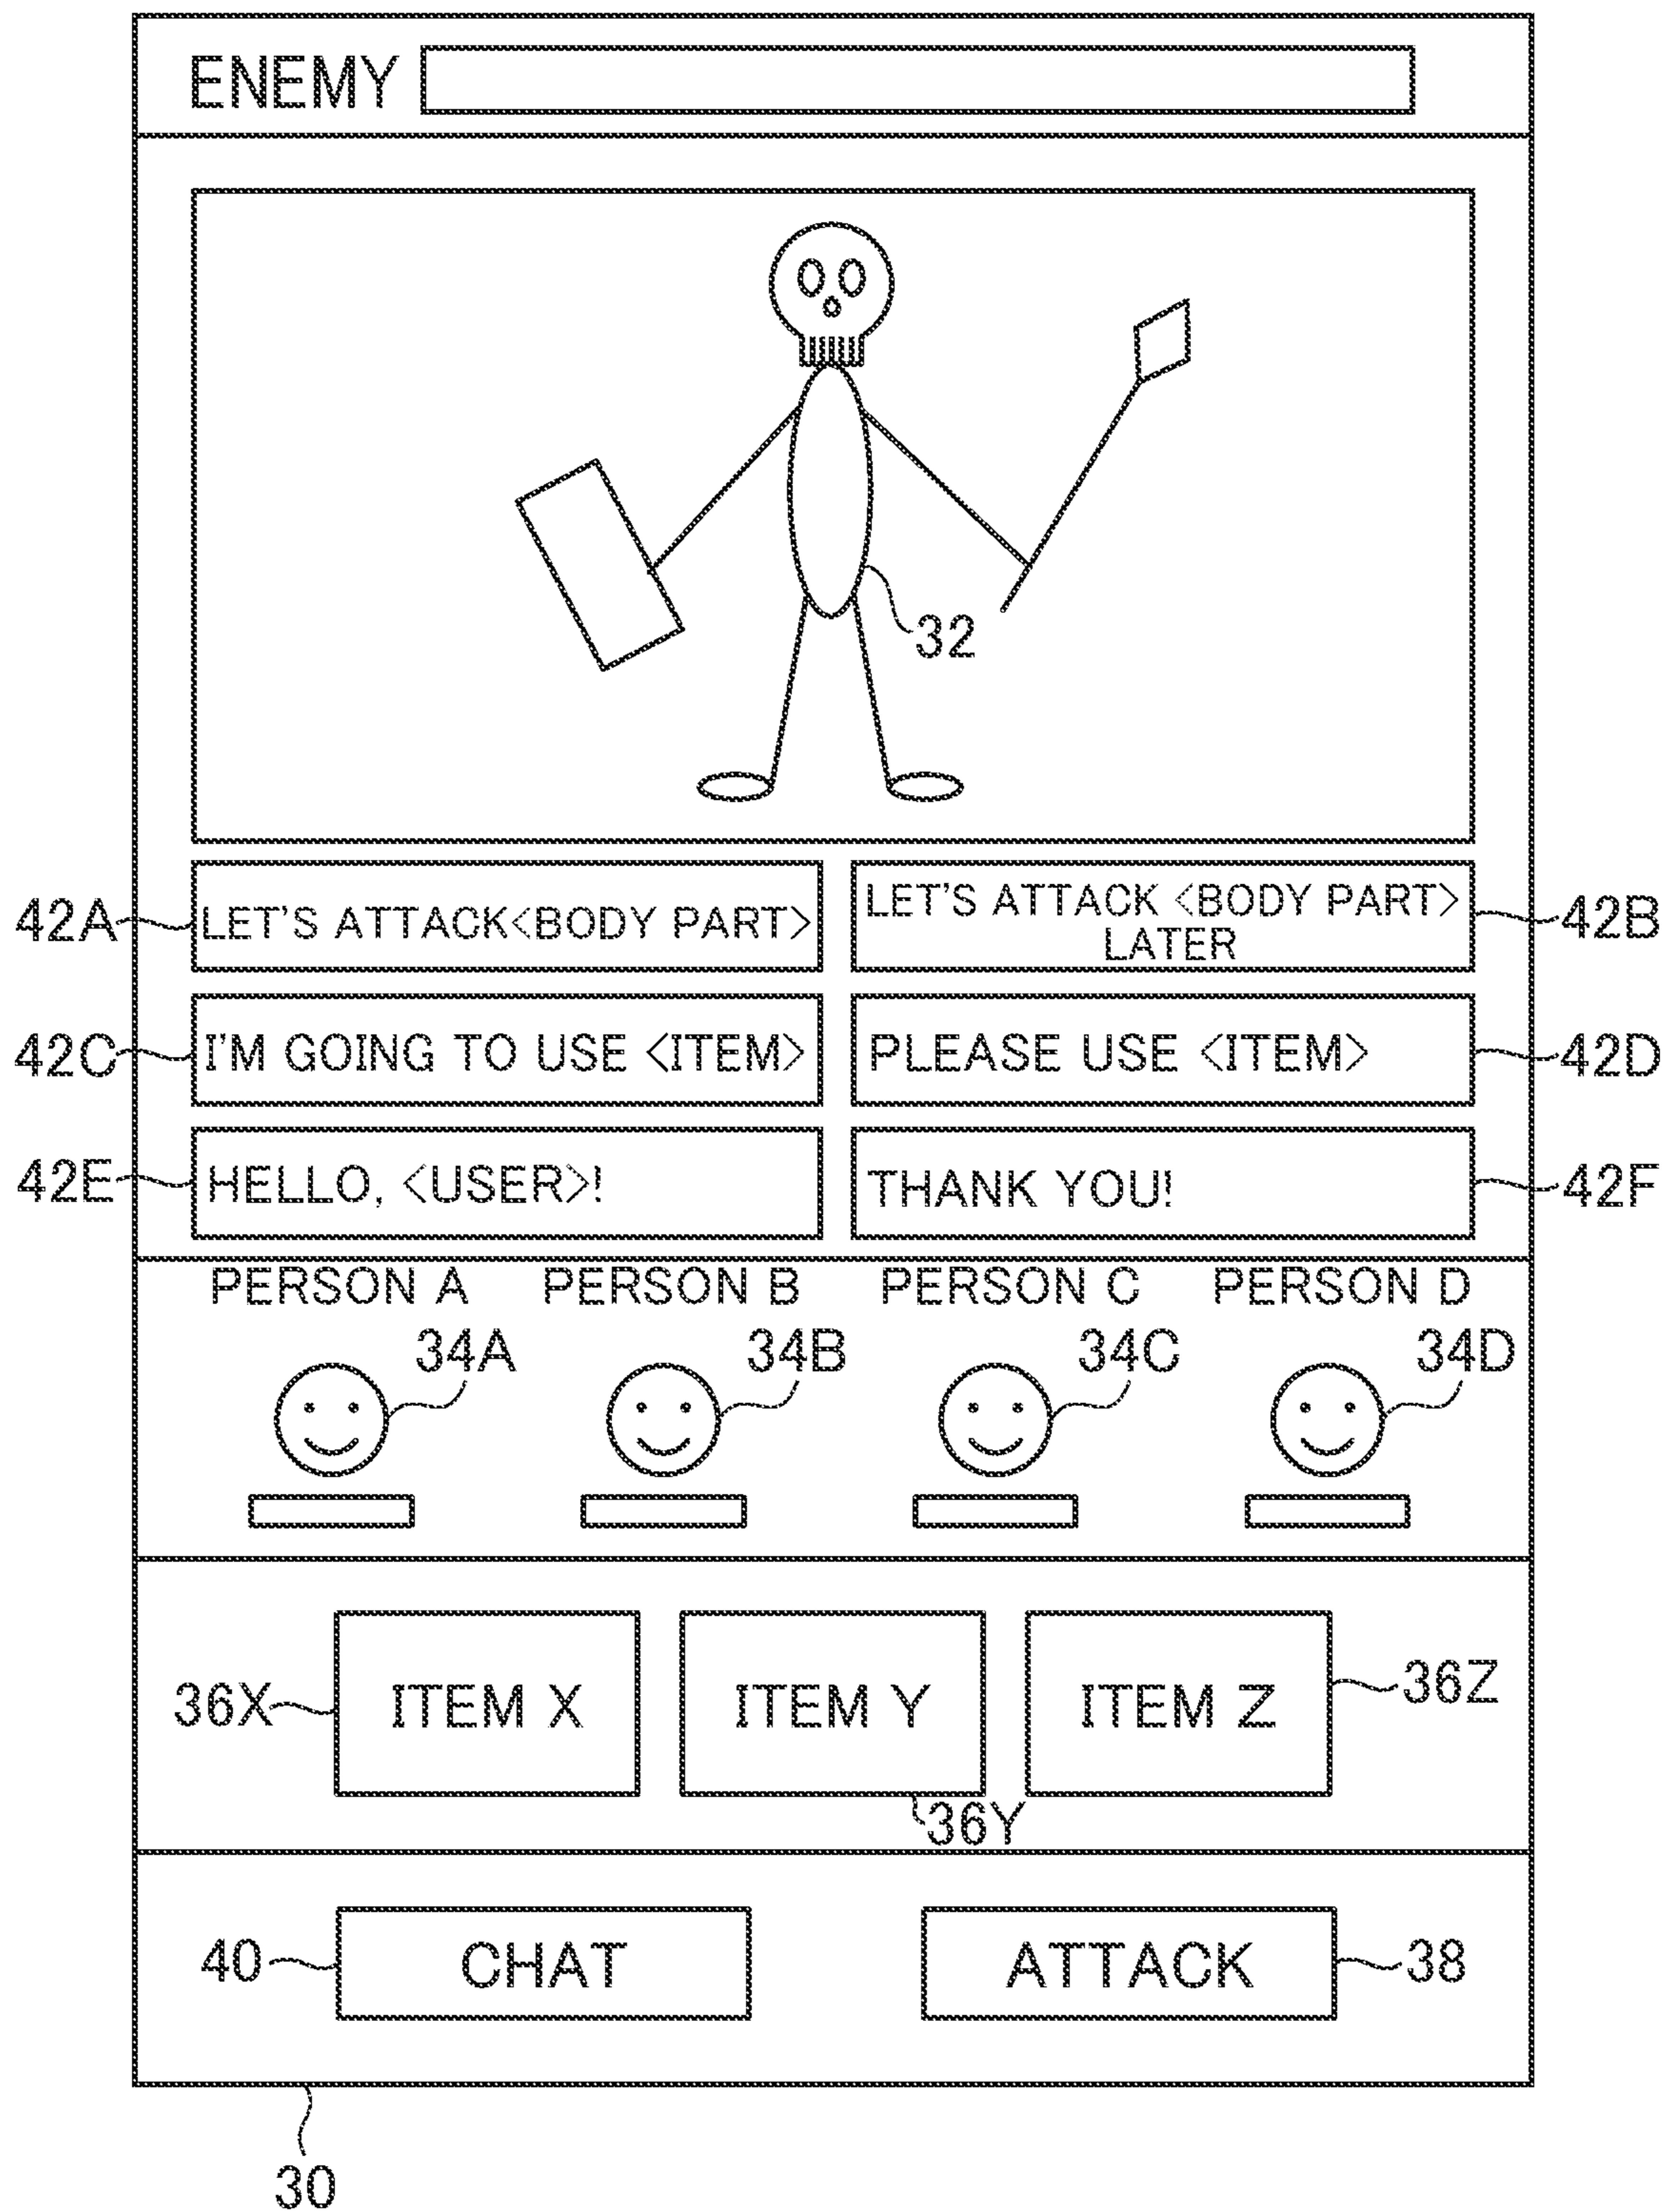 ENEMY
32
42A LET'S ATTACK<BODY PART>
LET'S ATTACK <BODY PART> 42B
LATER
42C I'M GOING TO USE <ITEM>
PLEASE USE <ITEM> 42D
42E HELLO, <USER>!
THANK YOU! 42F
PERSON A PERSON B PERSON C PERSON D
34A 34B 34C 34D
36X ITEM X ITEM Y ITEM Z 36Z
36Y
40 CHAT ATTACK 38
30